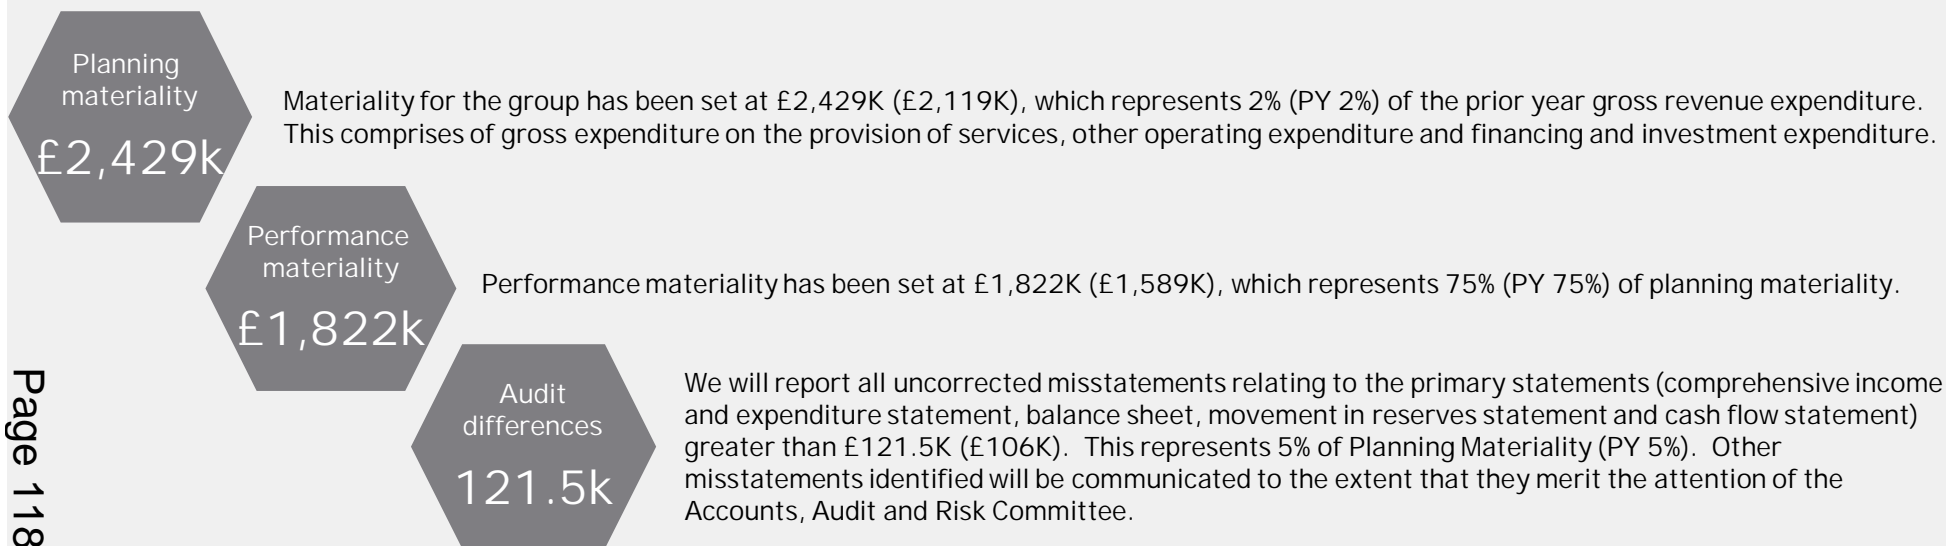 Planning
materiality
£2,429k
Materiality for the group has been set at £2,429K (£2,119K), which represents 2% (PY 2%) of the prior year gross revenue expenditure.
This comprises of gross expenditure on the provision of services, other operating expenditure and financing and investment expenditure.
Performance
materiality
£1,822k
Performance materiality has been set at £1,822K (£1,589K), which represents 75% (PY 75%) of planning materiality.
Audit
differences
121.5k
We will report all uncorrected misstatements relating to the primary statements (comprehensive income
and expenditure statement, balance sheet, movement in reserves statement and cash flow statement)
greater than £121.5K (£106K).  This represents 5% of Planning Materiality (PY 5%).  Other
misstatements identified will be communicated to the extent that they merit the attention of the
Accounts, Audit and Risk Committee.
Page 118